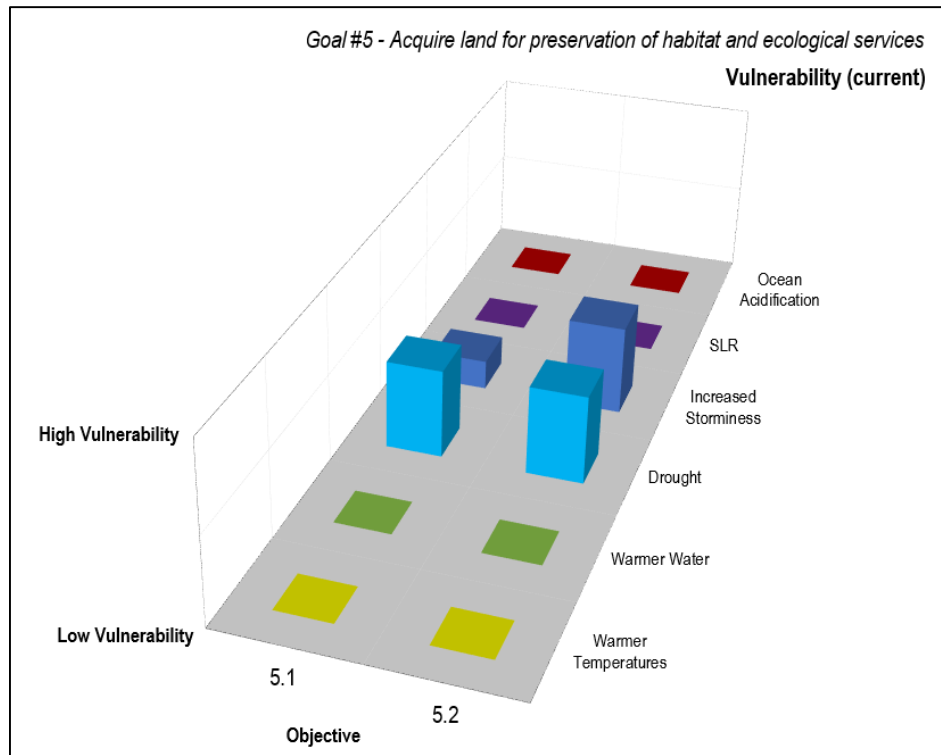 Goal #5 - Acquire land for preservation of habitat and ecological services
Vulnerability (current)
Ocean
Acidification
SLR
Increased
Storminess
High Vulnerability
Drought
Warmer Water
Low Vulnerability
Warmer
Temperatures
5.1
5.2
Objective